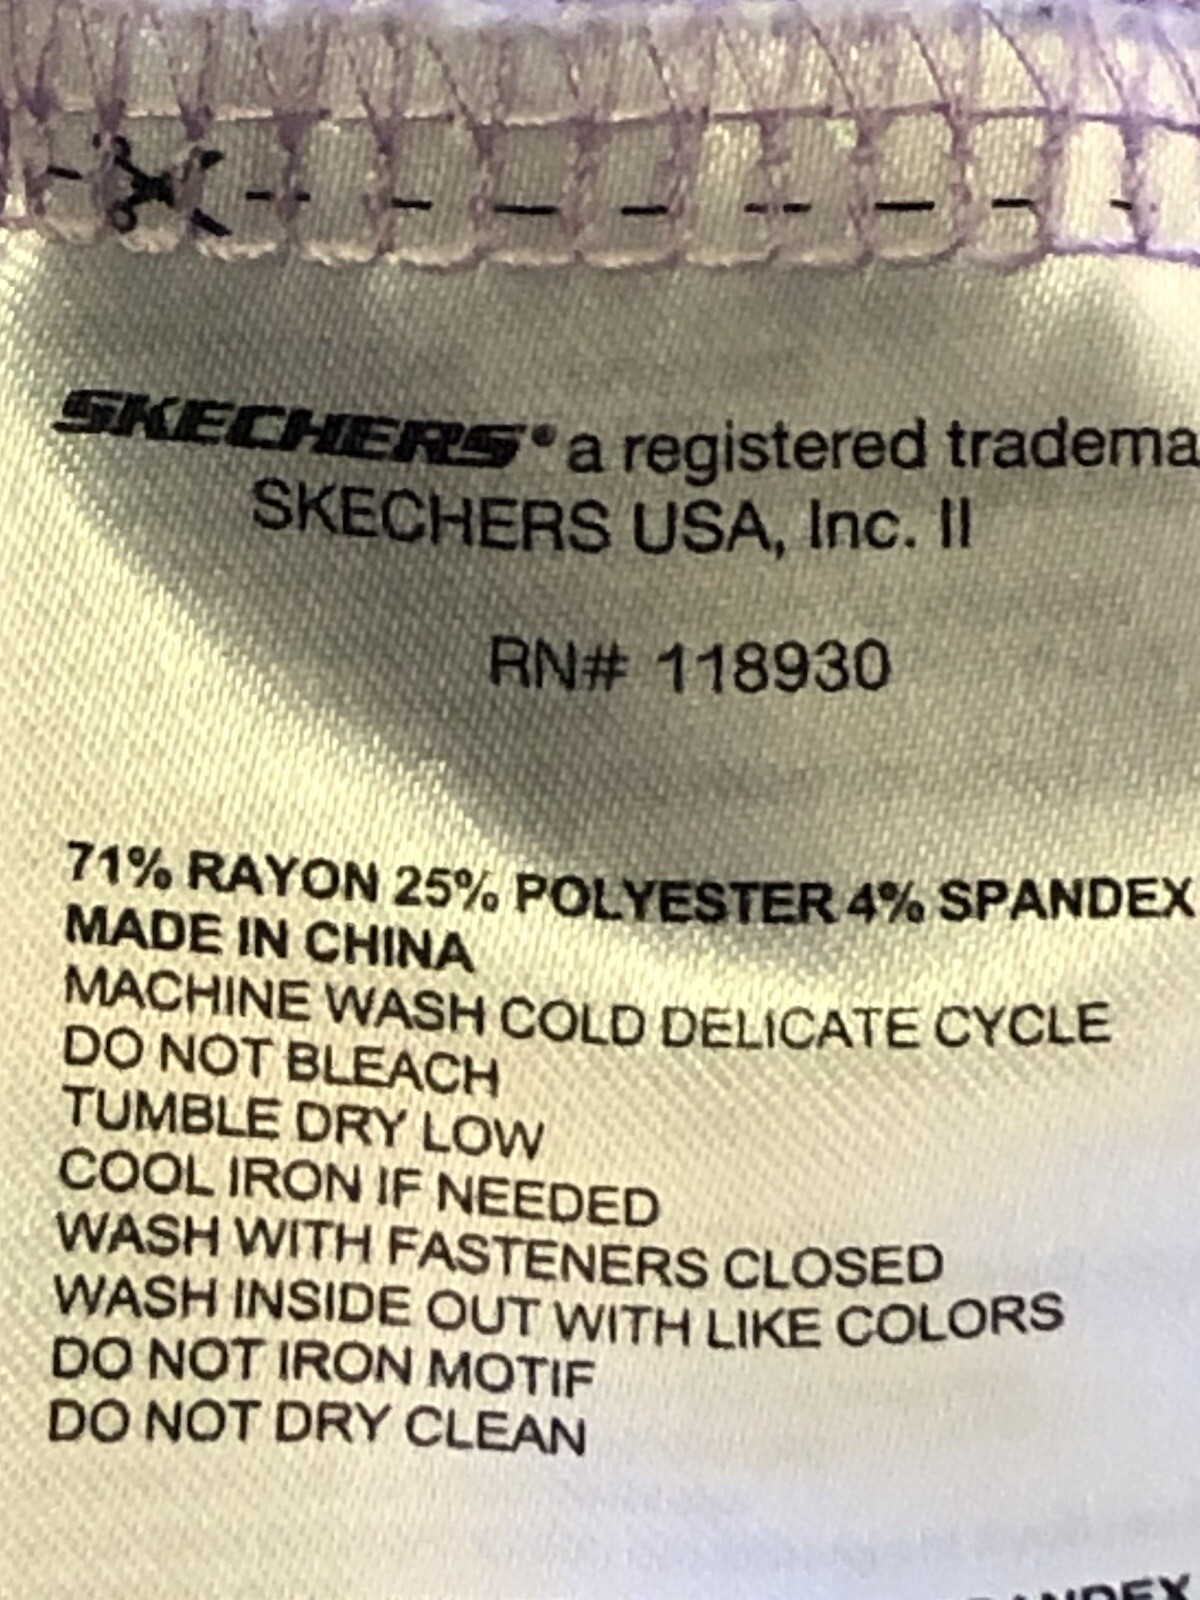 SKECHERS® a registered tradema
SKECHERS USA, Inc. II
RN# 118930
71% RAYON 25% POLYESTER 4% SPANDEX
MADE IN CHINA
MACHINE WASH COLD DELICATE CYCLE
DO NOT BLEACH
TUMBLE DRY LOW
COOL IRON IF NEEDED
WASH WITH FASTENERS CLOSED
WASH INSIDE OUT WITH LIKE COLORS
DO NOT IRON MOTIF
DO NOT DRY CLEAN